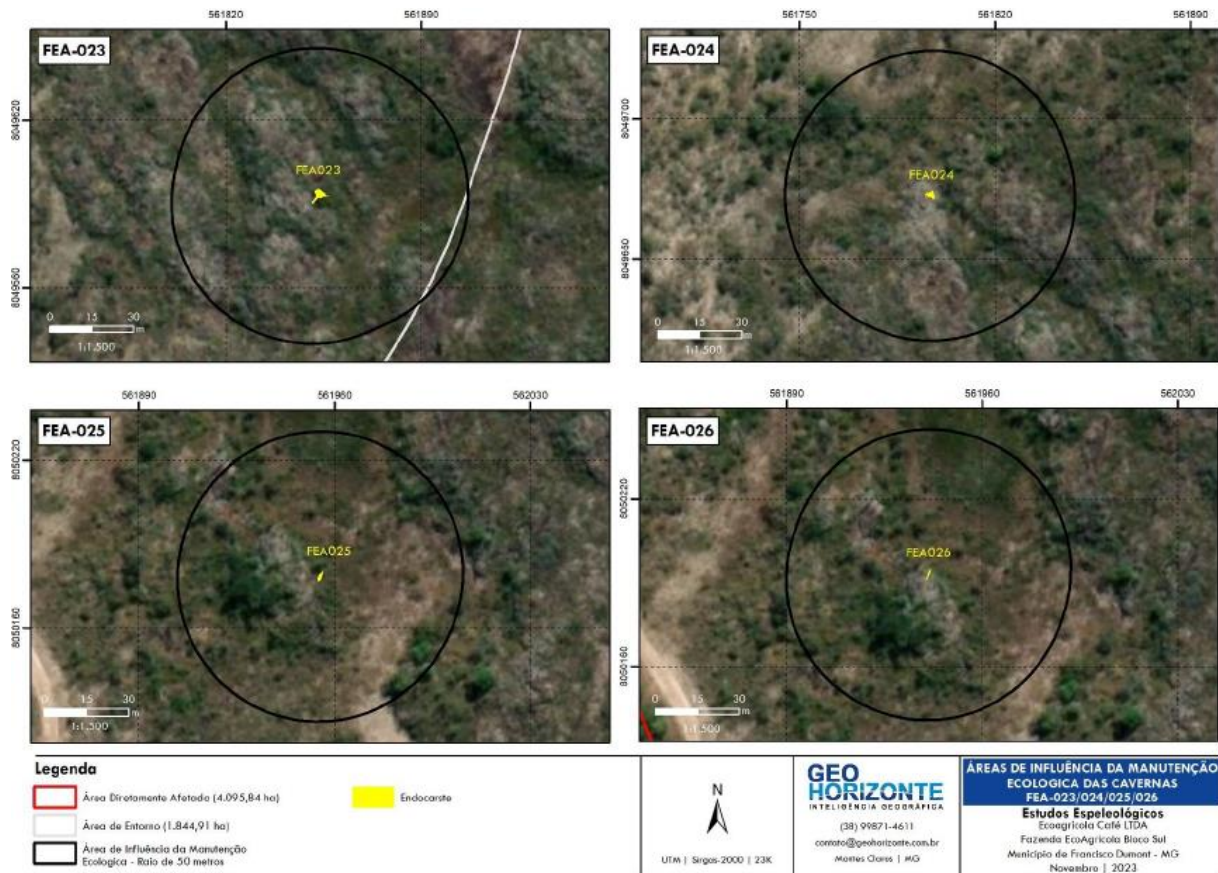 561820 561890
FEA-023
8049620
8049560
FEA023
0 15 30
m
1:1.500
561750 561820 561890
FEA-024
8049700
8049650
FEA024
0 15 30
m
1:1.500
561890 561960 562030
FEA-025
8050220
8050160
FEA025
0 15 30
m
1:1.500
561890 561960 562030
FEA-026
8050220
8050160
FEA026
0 15 30
m
1:1.500
Legenda
Área Diretamente Afetada (4.095,84 ha)
Endocarste
Área de Entorno (1.844,91 ha)
Área de Influência da Manutenção
Ecologica - Raio de 50 metros
N
UTM | Sirgas-2000 | 23K
GEO
HORIZONTE
INTELIGÊNCIA GEOGRÁFICA
(38) 99871-4611
contato@geohorizonte.com.br
Montes Claros | MG
ÁREAS DE INFLUÊNCIA DA MANUTENÇÃO
ECOLOGICA DAS CAVERNAS
FEA-023/024/025/026
Estudos Espeleológicos
Ecoagrícola Café LTDA
Fazenda EcoAgrícola Bloco Sul
Município de Francisco Dumont - MG
Novembro | 2023